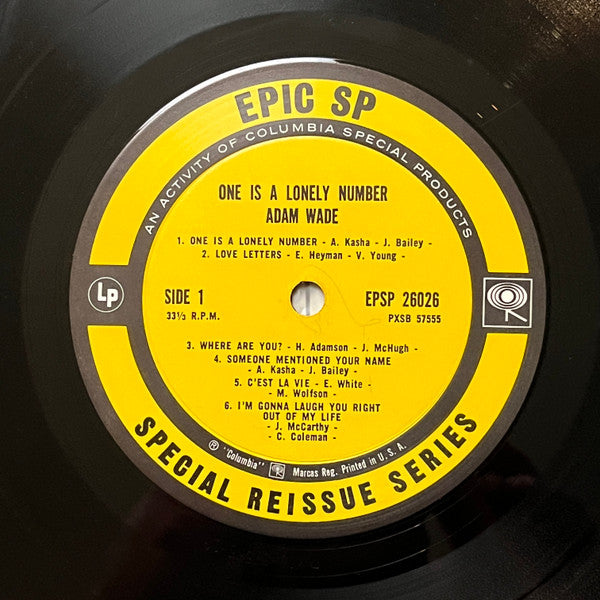 EPIC SP
AN ACTIVITY OF COLUMBIA SPECIAL PRODUCTS
ONE IS A LONELY NUMBER
ADAM WADE
1. ONE IS A LONELY NUMBER - A. Kasha - J. Bailey -
2. LOVE LETTERS - E. Heyman - V. Young -
LP
SIDE 1
EPSP 26026
33⅓ R.P.M.
PXSB 57555
3. WHERE ARE YOU? - H. Adamson - J. McHugh -
4. SOMEONE MENTIONED YOUR NAME
- A. Kasha - J. Bailey -
5. C'EST LA VIE - E. White -
- M. Wolfson -
6. I'M GONNA LAUGH YOU RIGHT
OUT OF MY LIFE
- J. McCarthy -
- C. Coleman -
® "Columbia" Marcas Reg. Printed in U.S.A.
SPECIAL REISSUE SERIES